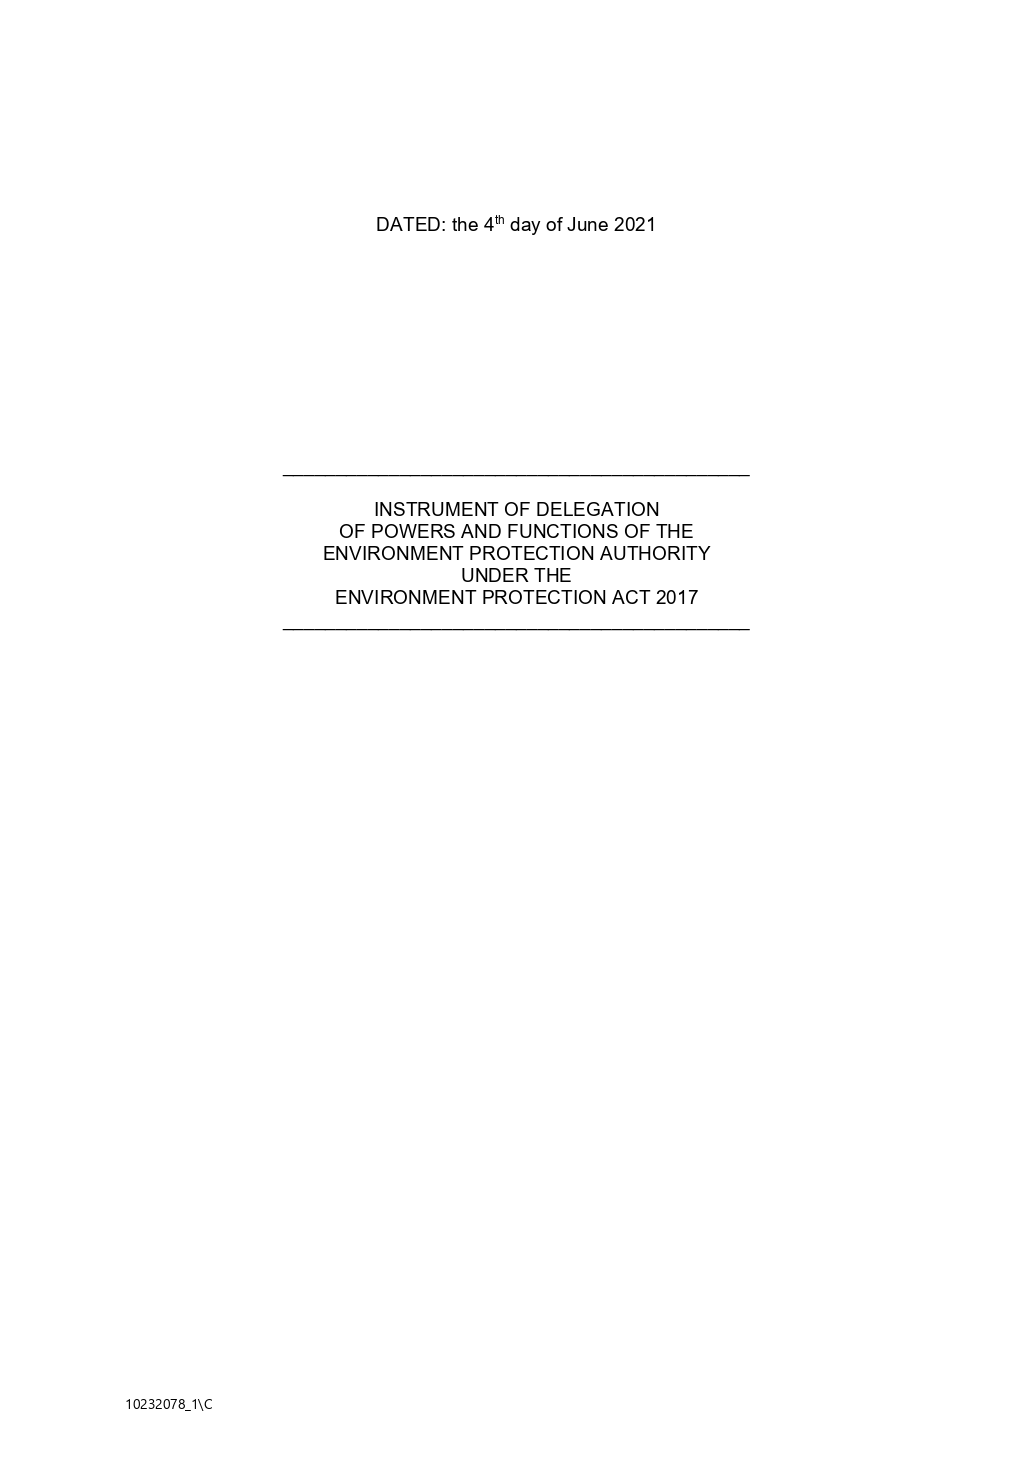 DATED: the 4th day of June 2021
INSTRUMENT OF DELEGATION
OF POWERS AND FUNCTIONS OF THE
ENVIRONMENT PROTECTION AUTHORITY
UNDER THE
ENVIRONMENT PROTECTION ACT 2017
10232078_1\C